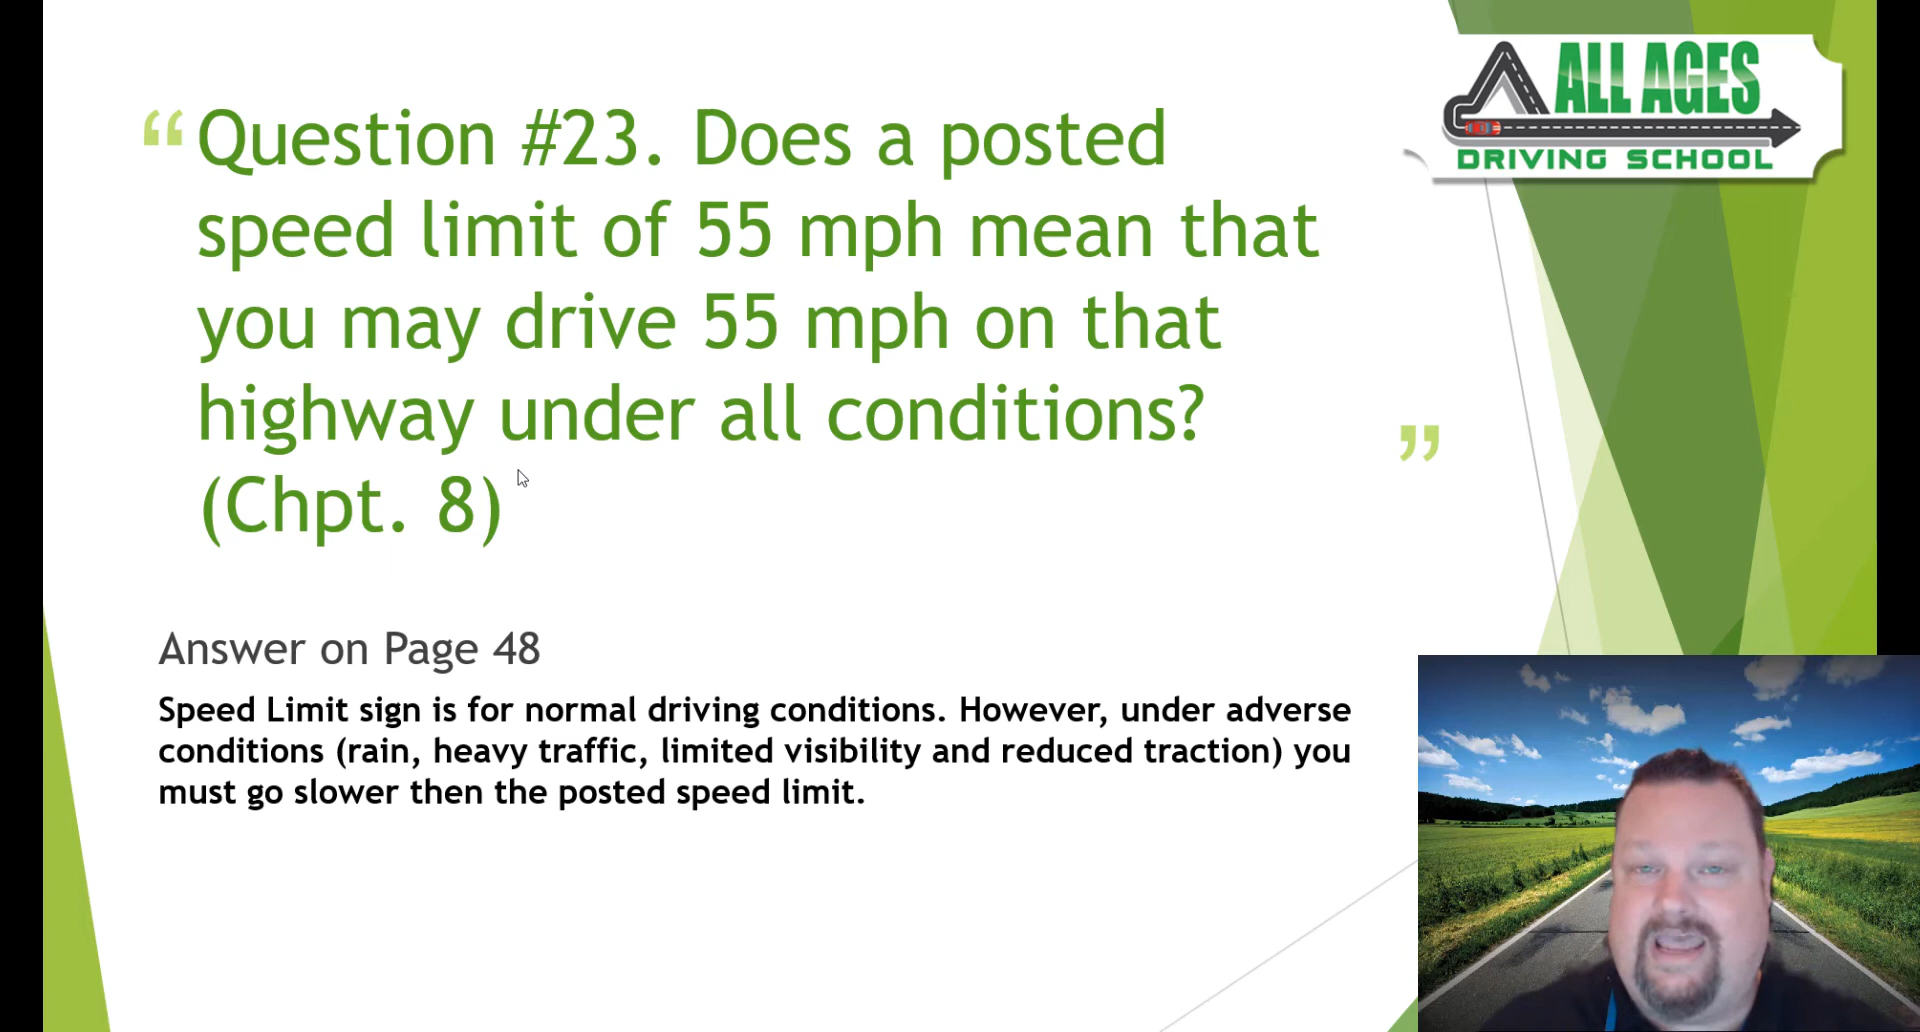 ALL AGES
DRIVING SCHOOL
“Question #23. Does a posted
speed limit of 55 mph mean that
you may drive 55 mph on that
highway under all conditions?
(Chpt. 8)”
Answer on Page 48
Speed Limit sign is for normal driving conditions. However, under adverse
conditions (rain, heavy traffic, limited visibility and reduced traction) you
must go slower then the posted speed limit.